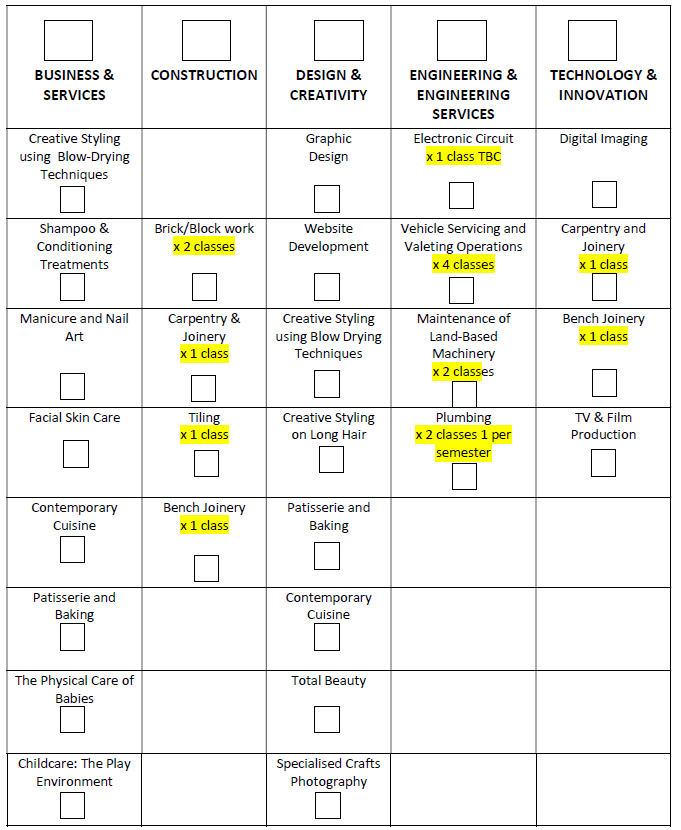 BUSINESS &
SERVICES
CONSTRUCTION
DESIGN &
CREATIVITY
ENGINEERING &
ENGINEERING
SERVICES
TECHNOLOGY &
INNOVATION
Creative Styling
using Blow-Drying
Techniques
Graphic
Design
Electronic Circuit
x 1 class TBC
Digital Imaging
Shampoo &
Conditioning
Treatments
Brick/Block work
x 2 classes
Website
Development
Vehicle Servicing and
Valeting Operations
x 4 classes
Carpentry and
Joinery
x 1 class
Manicure and Nail
Art
Carpentry &
Joinery
x 1 class
Creative Styling
using Blow Drying
Techniques
Maintenance of
Land-Based
Machinery
x 2 classes
Bench Joinery
x 1 class
Facial Skin Care
Tiling
x 1 class
Creative Styling
on Long Hair
Plumbing
x 2 classes 1 per
semester
TV & Film
Production
Contemporary
Cuisine
Bench Joinery
x 1 class
Patisserie and
Baking
Patisserie and
Baking
Contemporary
Cuisine
The Physical Care of
Babies
Total Beauty
Childcare: The Play
Environment
Specialised Crafts
Photography